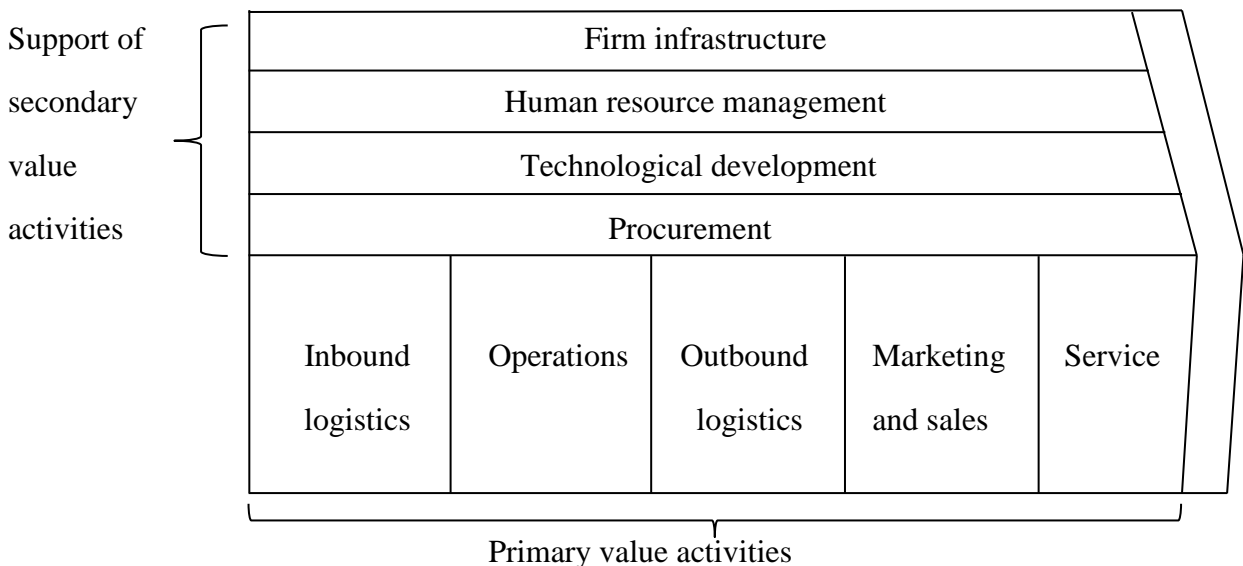 Support of
secondary
value
activities
Firm infrastructure
Human resource management
Technological development
Procurement
Inbound
logistics
Operations
Outbound
logistics
Marketing
and sales
Service
Primary value activities